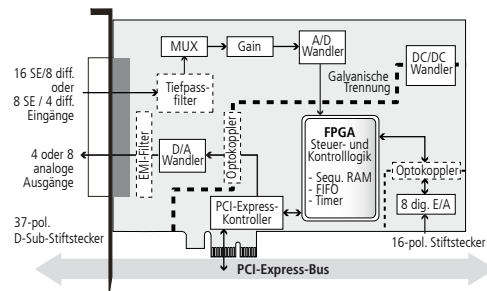 MUX
Gain
A/D
Wandler
DC/DC
Wandler
16 SE/8 diff.
oder
8 SE / 4 diff.
Eingänge
Tiefpass-
filter
Galvanische
Trennung
EMI-Filter
D/A
Wandler
Optokoppler
FPGA
Steuer- und
Kontrolllogik
- Sequ. RAM
- FIFO
- Timer
4 oder 8
analoge
Ausgänge
Optokoppler
8 dig. E/A
PCI-Express-
Kontroller
37-pol.
D-Sub-Stiftstecker
16-pol. Stiftstecker
PCI-Express-Bus